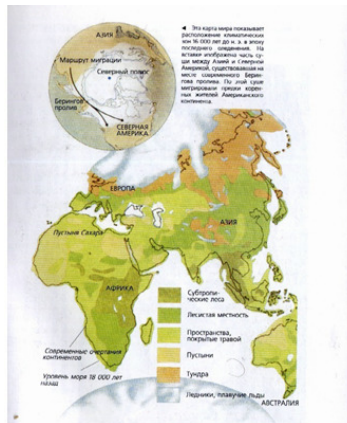 ◄ Эта карта мира показывает
расположение климатических
зон 16 000 лет до н. э. в эпоху
последнего оледенения. На
вставке изображена часть су-
ши между Азией и Северной
Америкой, существовавшая на
месте современного Берин-
гова пролива. По этой суше
мигрировали предки корен-
ных жителей Американского
континента.
АЗИЯ
Маршрут миграции
Северный полюс
Берингов
пролив
СЕВЕРНАЯ
АМЕРИКА
ЕВРОПА
АЗИЯ
Пустыня Сахара
АФРИКА
Субтропи-
ческие леса
Лесистая местность
Пространства,
покрытые травой
Пустыни
Тундра
Ледники, плавучие льды
Современные очертания
континентов
Уровень моря 18 000 лет
назад
АВСТРАЛИЯ